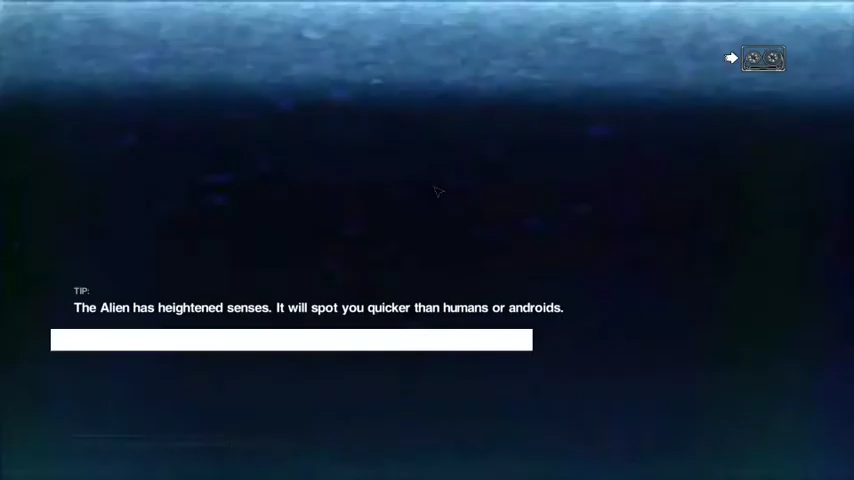 TIP:
The Alien has heightened senses. It will spot you quicker than humans or androids.